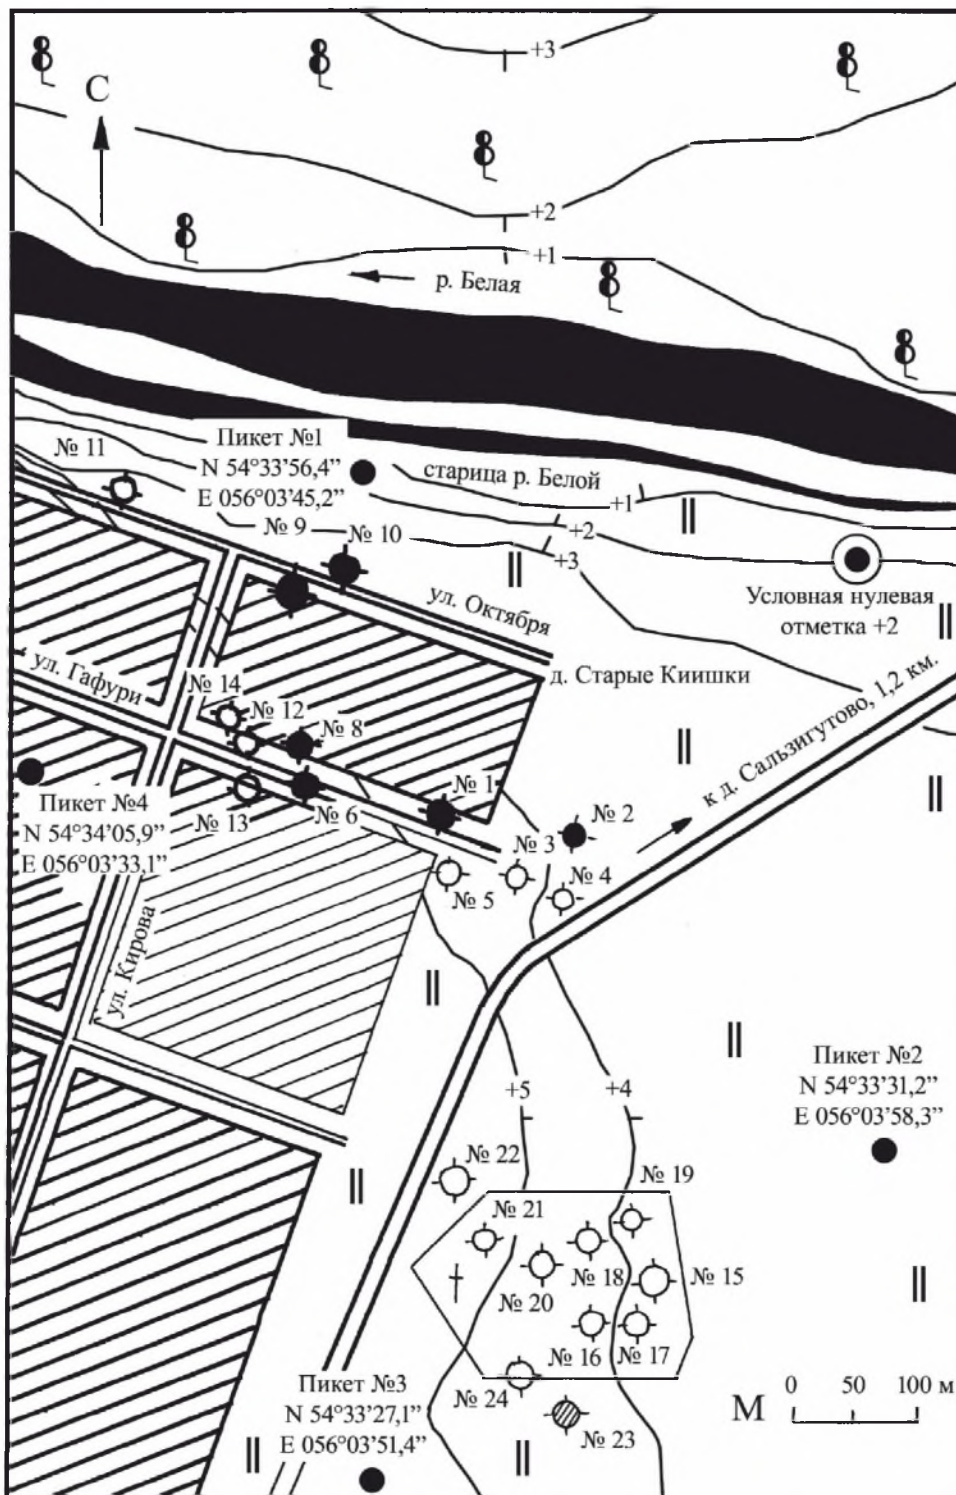 +3
С
+2
+1
р. Белая
Пикет №1
N 54°33’56,4”
E 056°03’45,2”
№ 11
старица р. Белой
+1
+2
+3
№ 9
№ 10
ул. Октября
Условная нулевая
отметка +2
д. Старые Киишки
ул. Гафури
№ 14
№ 12
№ 8
к д. Сальзигутово, 1,2 км.
Пикет №4
N 54°34’05,9”
E 056°03’33,1”
№ 13
№ 6
№ 1
№ 2
№ 3
№ 4
№ 5
ул. Кирова
Пикет №2
N 54°33’31,2”
E 056°03’58,3”
+5
+4
№ 22
№ 19
№ 21
№ 18
№ 15
№ 20
№ 16
№ 17
Пикет №3
N 54°33’27,1”
E 056°03’51,4”
№ 24
№ 23
М
0 50 100 м